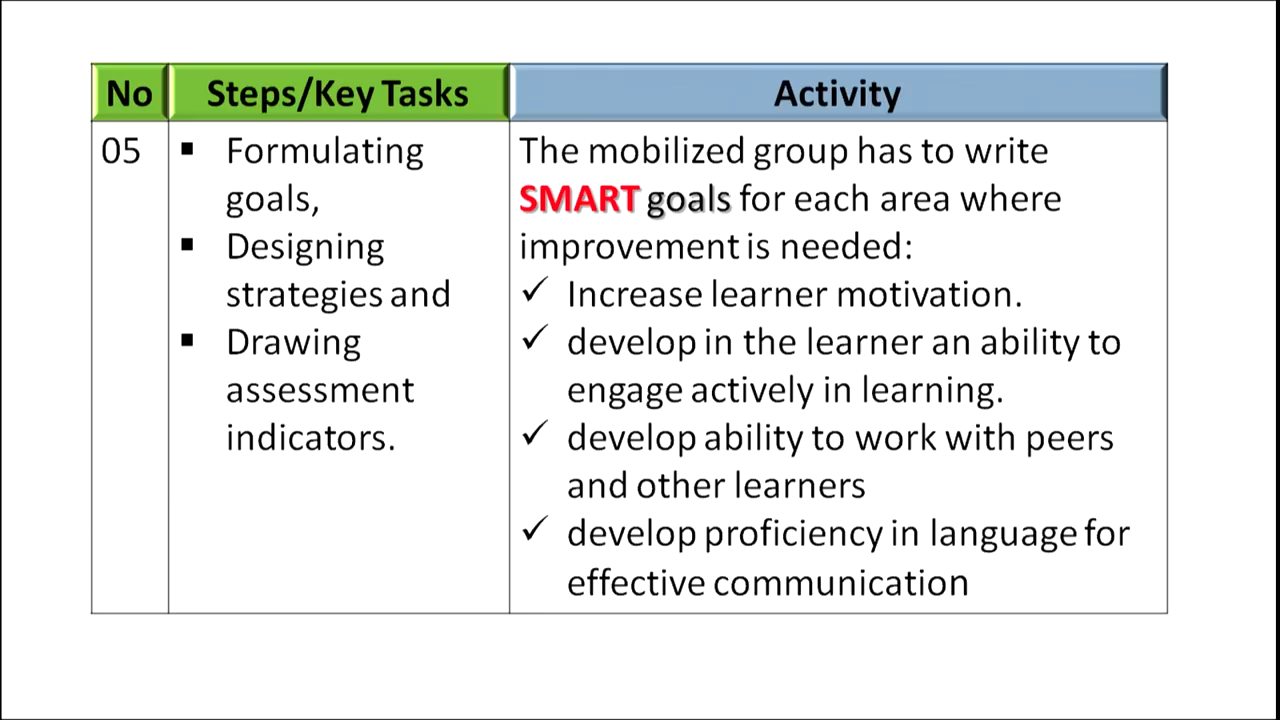 No Steps/Key Tasks Activity
05
▪ Formulating
goals,
▪ Designing
strategies and
▪ Drawing
assessment
indicators.
The mobilized group has to write
SMART goals for each area where
improvement is needed:
✓ Increase learner motivation.
✓ develop in the learner an ability to
engage actively in learning.
✓ develop ability to work with peers
and other learners
✓ develop proficiency in language for
effective communication